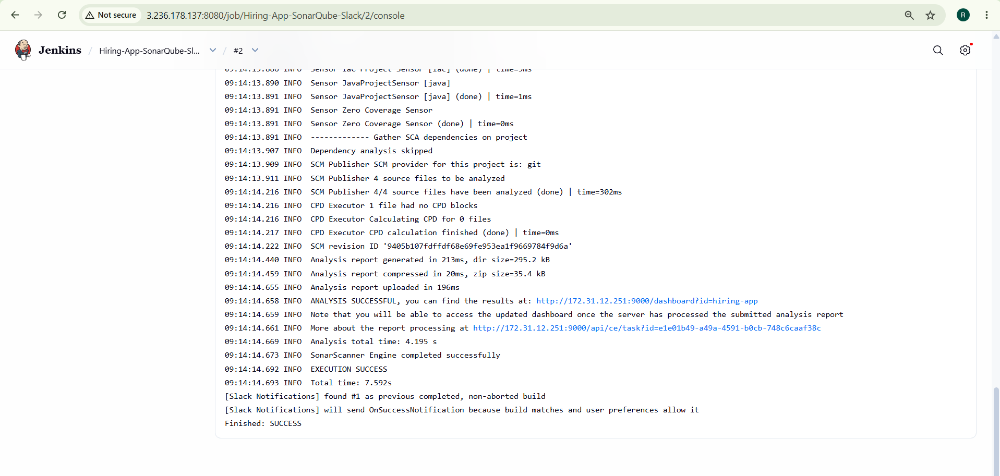 Not secure 3.236.178.137:8080/job/Hiring-App-SonarQube-Slack/2/console R
Jenkins / Hiring-App-SonarQube-Sl... / #2
09:14:13.886 INFO  Sensor IaC Project Sensor [iac] (done) | time=5ms
09:14:13.890 INFO  Sensor JavaProjectSensor [java]
09:14:13.891 INFO  Sensor JavaProjectSensor [java] (done) | time=1ms
09:14:13.891 INFO  Sensor Zero Coverage Sensor
09:14:13.891 INFO  Sensor Zero Coverage Sensor (done) | time=0ms
09:14:13.891 INFO  ------------- Gather SCA dependencies on project
09:14:13.907 INFO  Dependency analysis skipped
09:14:13.909 INFO  SCM Publisher SCM provider for this project is: git
09:14:13.911 INFO  SCM Publisher 4 source files to be analyzed
09:14:14.216 INFO  SCM Publisher 4/4 source files have been analyzed (done) | time=302ms
09:14:14.216 INFO  CPD Executor 1 file had no CPD blocks
09:14:14.216 INFO  CPD Executor Calculating CPD for 0 files
09:14:14.217 INFO  CPD Executor CPD calculation finished (done) | time=0ms
09:14:14.222 INFO  SCM revision ID '9405b107fdffdf68e69fe953ea1f9669784f9d6a'
09:14:14.440 INFO  Analysis report generated in 213ms, dir size=295.2 kB
09:14:14.459 INFO  Analysis report compressed in 20ms, zip size=35.4 kB
09:14:14.655 INFO  Analysis report uploaded in 196ms
09:14:14.658 INFO  ANALYSIS SUCCESSFUL, you can find the results at: http://172.31.12.251:9000/dashboard?id=hiring-app
09:14:14.659 INFO  Note that you will be able to access the updated dashboard once the server has processed the submitted analysis report
09:14:14.661 INFO  More about the report processing at http://172.31.12.251:9000/api/ce/task?id=e1e01b49-a49a-4591-b0cb-748c6caaf38c
09:14:14.669 INFO  Analysis total time: 4.195 s
09:14:14.673 INFO  SonarScanner Engine completed successfully
09:14:14.692 INFO  EXECUTION SUCCESS
09:14:14.693 INFO  Total time: 7.592s
[Slack Notifications] found #1 as previous completed, non-aborted build
[Slack Notifications] will send OnSuccessNotification because build matches and user preferences allow it
Finished: SUCCESS